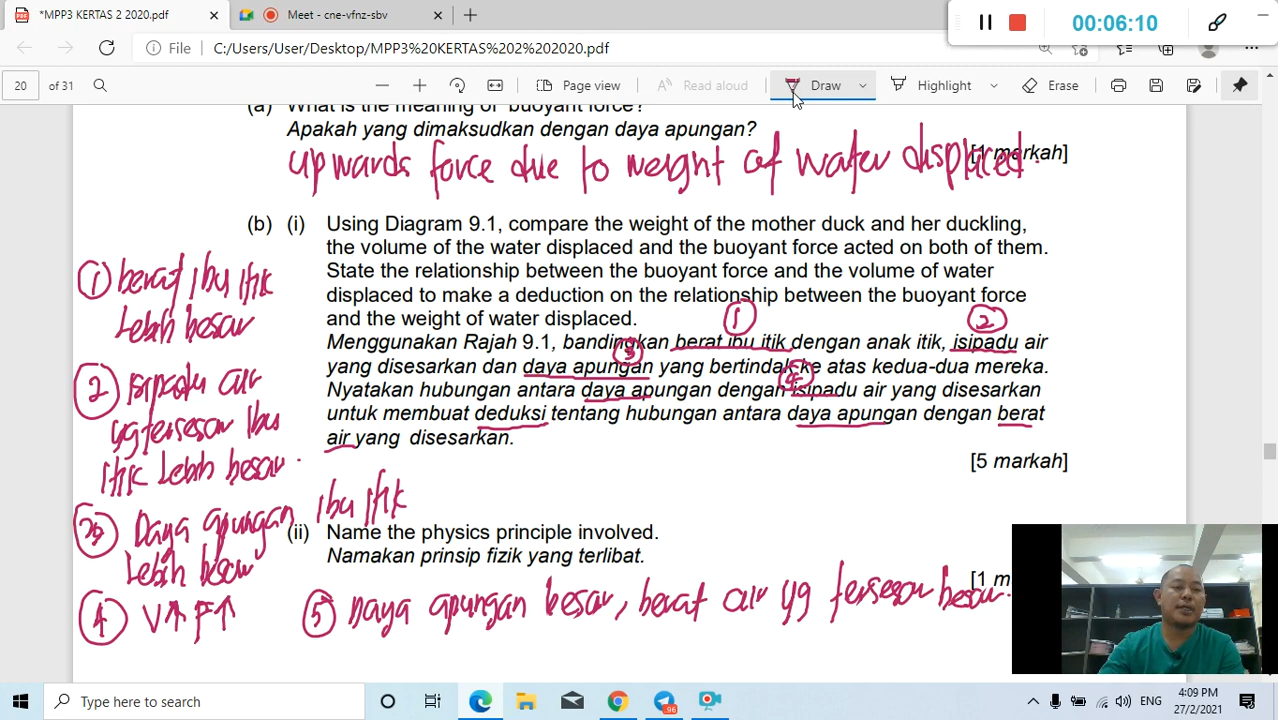 *MPP3 KERTAS 2 2020.pdf
Meet - cne-vfnz-sbv
00:06:10
File C:/Users/User/Desktop/MPP3%20KERTAS%202%202020.pdf
20 of 31
Page view
Read aloud
Draw
Highlight
Erase
(a) What is the meaning of 'buoyant force'?
Apakah yang dimaksudkan dengan daya apungan?
[1 markah]
upwards force due to weight of water displaced
(b) (i) Using Diagram 9.1, compare the weight of the mother duck and her duckling,
the volume of the water displaced and the buoyant force acted on both of them.
State the relationship between the buoyant force and the volume of water
displaced to make a deduction on the relationship between the buoyant force
and the weight of water displaced.
1 2
Menggunakan Rajah 9.1, bandingkan berat ibu itik dengan anak itik, isipadu air
3
yang disesarkan dan daya apungan yang bertindak ke atas kedua-dua mereka.
4
Nyatakan hubungan antara daya apungan dengan isipadu air yang disesarkan
untuk membuat deduksi tentang hubungan antara daya apungan dengan berat
air yang disesarkan.
[5 markah]
1 berat ibu itik
lebih besar
2 isipadu air
yg tersesar ibu
itik lebih besar.
3 Daya apungan ibu itik
lebih besar
4 V↑ F↑
(ii) Name the physics principle involved.
Namakan prinsip fizik yang terlibat.
[1 m
5 Daya apungan besar, berat air yg tersesar besar.
Type here to search
96
ENG
4:09 PM
27/2/2021